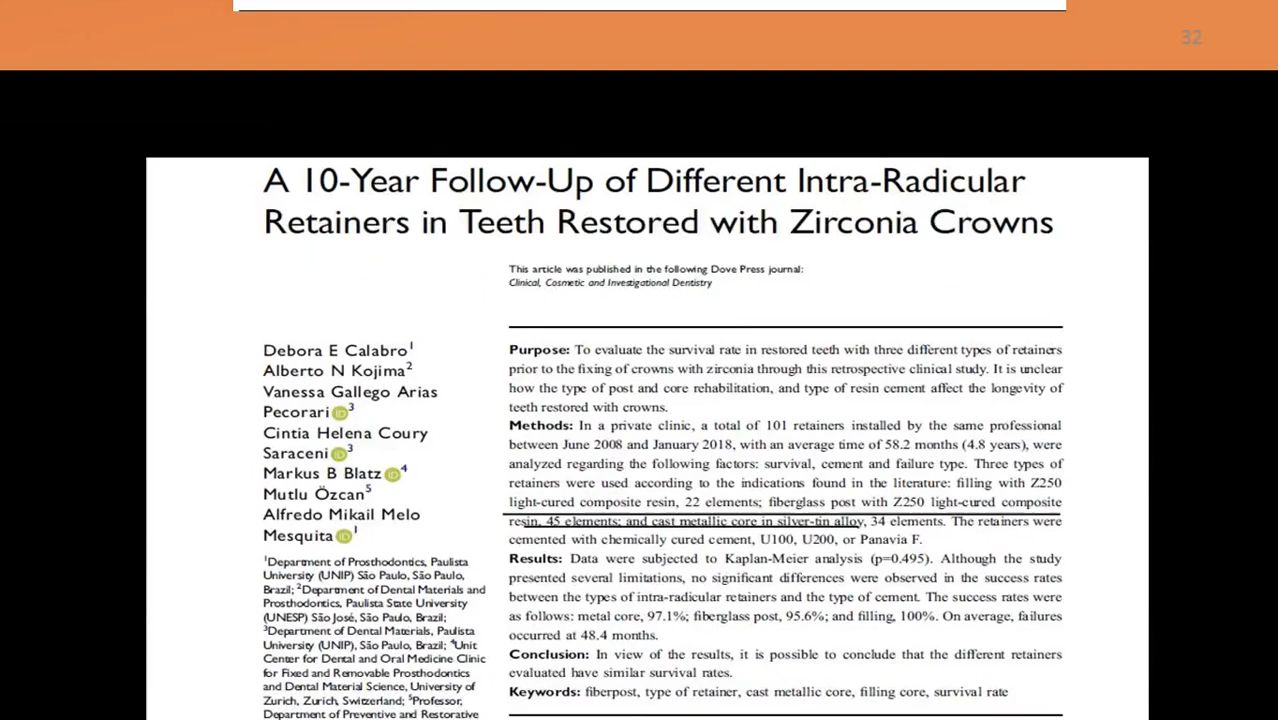 32
A 10-Year Follow-Up of Different Intra-Radicular
Retainers in Teeth Restored with Zirconia Crowns
This article was published in the following Dove Press journal:
Clinical, Cosmetic and Investigational Dentistry
Debora E Calabro1
Alberto N Kojima2
Vanessa Gallego Arias
Pecorari iD 3
Cintia Helena Coury
Saraceni iD 3
Markus B Blatz iD 4
Mutlu Özcan5
Alfredo Mikail Melo
Mesquita iD 1
1Department of Prosthodontics, Paulista
University (UNIP) São Paulo, São Paulo,
Brazil; 2Department of Dental Materials and
Prosthodontics, Paulista State University
(UNESP) São José, São Paulo, Brazil;
3Department of Dental Materials, Paulista
University (UNIP), São Paulo, Brazil; 4Unit
Center for Dental and Oral Medicine Clinic
for Fixed and Removable Prosthodontics
and Dental Material Science, University of
Zurich, Zurich, Switzerland; 5Professor,
Department of Preventive and Restorative
Purpose: To evaluate the survival rate in restored teeth with three different types of retainers
prior to the fixing of crowns with zirconia through this retrospective clinical study. It is unclear
how the type of post and core rehabilitation, and type of resin cement affect the longevity of
teeth restored with crowns.
Methods: In a private clinic, a total of 101 retainers installed by the same professional
between June 2008 and January 2018, with an average time of 58.2 months (4.8 years), were
analyzed regarding the following factors: survival, cement and failure type. Three types of
retainers were used according to the indications found in the literature: filling with Z250
light-cured composite resin, 22 elements; fiberglass post with Z250 light-cured composite
resin, 45 elements; and cast metallic core in silver-tin alloy, 34 elements. The retainers were
cemented with chemically cured cement, U100, U200, or Panavia F.
Results: Data were subjected to Kaplan-Meier analysis (p=0.495). Although the study
presented several limitations, no significant differences were observed in the success rates
between the types of intra-radicular retainers and the type of cement. The success rates were
as follows: metal core, 97.1%; fiberglass post, 95.6%; and filling, 100%. On average, failures
occurred at 48.4 months.
Conclusion: In view of the results, it is possible to conclude that the different retainers
evaluated have similar survival rates.
Keywords: fiberpost, type of retainer, cast metallic core, filling core, survival rate